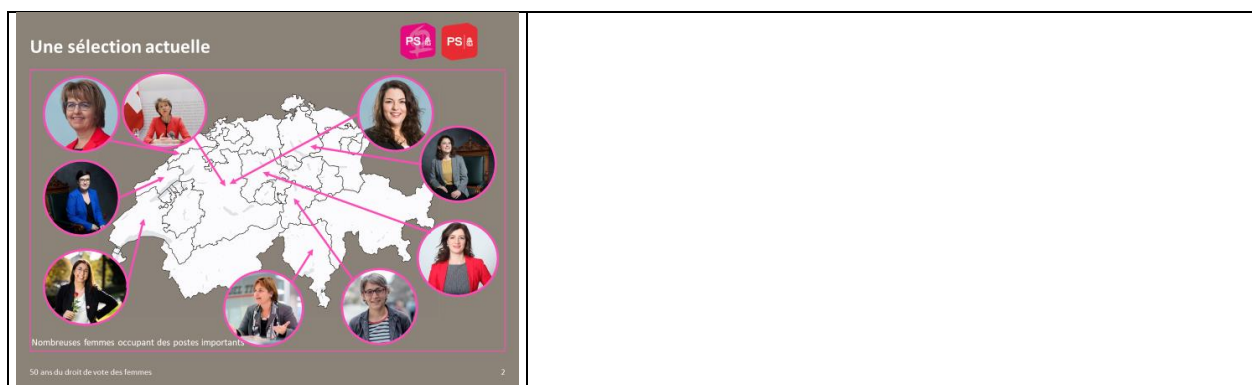 Une sélection actuelle
PS PS
Nombreuses femmes occupant des postes importants
50 ans du droit de vote des femmes 2